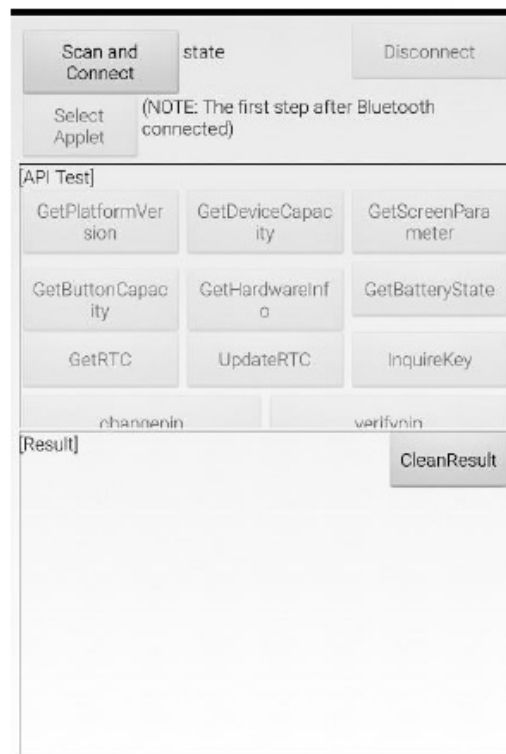 Scan and
Connect
state
Disconnect
Select
Applet
(NOTE: The first step after Bluetooth
connected)
[API Test]
GetPlatformVer
sion
GetDeviceCapac
ity
GetScreenPara
meter
GetButtonCapac
ity
GetHardwareInf
o
GetBatteryState
GetRTC
UpdateRTC
InquireKey
changepin
verifypin
[Result]
CleanResult